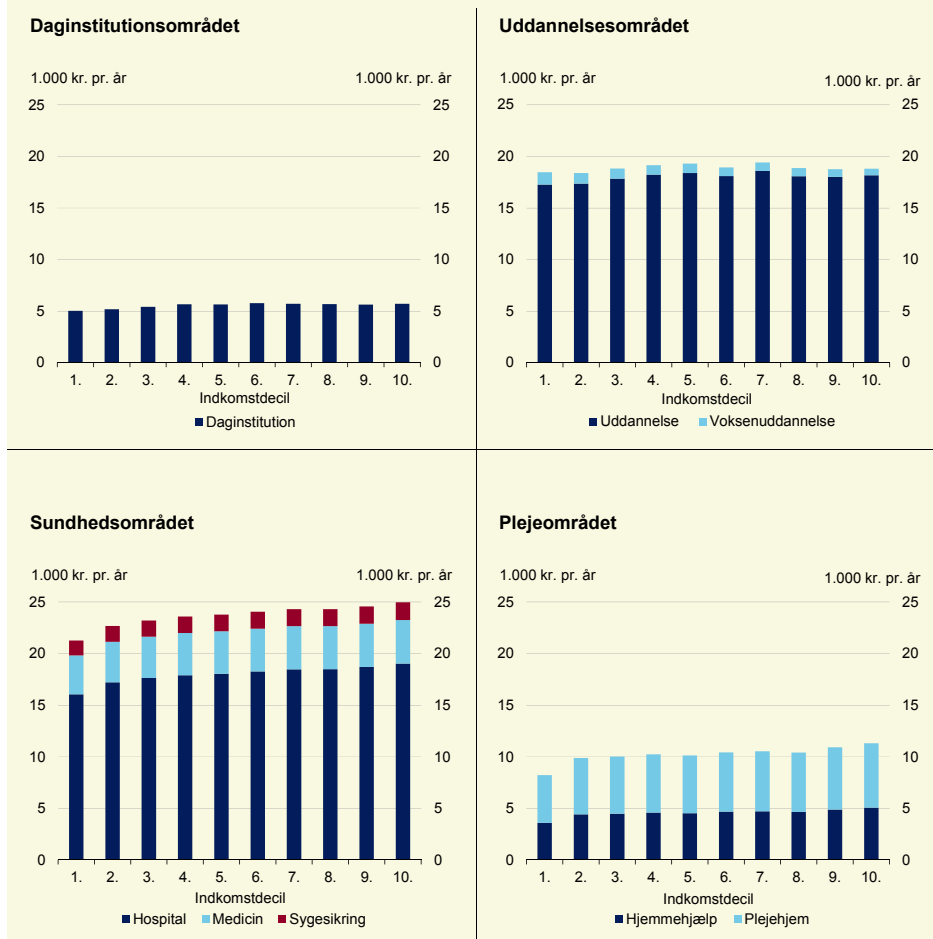 Daginstitutionsområdet
1.000 kr. pr. år 1.000 kr. pr. år
25 25
20 20
15 15
10 10
5 5
0 0
1. 2. 3. 4. 5. 6. 7. 8. 9. 10.
Indkomstdecil
Daginstitution
Uddannelsesområdet
1.000 kr. pr. år 1.000 kr. pr. år
25 25
20 20
15 15
10 10
5 5
0 0
1. 2. 3. 4. 5. 6. 7. 8. 9. 10.
Indkomstdecil
Uddannelse Voksenuddannelse
Sundhedsområdet
1.000 kr. pr. år 1.000 kr. pr. år
25 25
20 20
15 15
10 10
5 5
0 0
1. 2. 3. 4. 5. 6. 7. 8. 9. 10.
Indkomstdecil
Hospital Medicin Sygesikring
Plejeområdet
1.000 kr. pr. år 1.000 kr. pr. år
25 25
20 20
15 15
10 10
5 5
0 0
1. 2. 3. 4. 5. 6. 7. 8. 9. 10.
Indkomstdecil
Hjemmehjælp Plejehjem